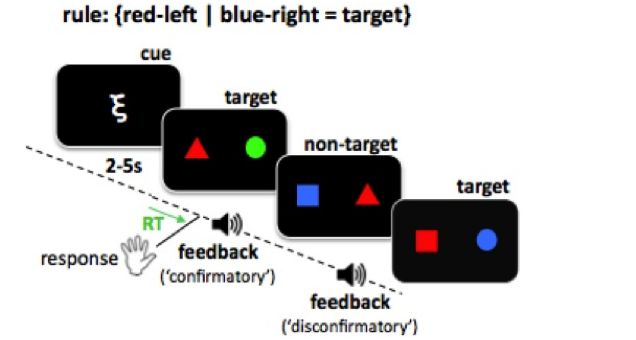 rule: {red-left | blue-right = target}
cue
ξ
target
non-target
target
2-5s
RT
response
feedback
('confirmatory')
feedback
('disconfirmatory')